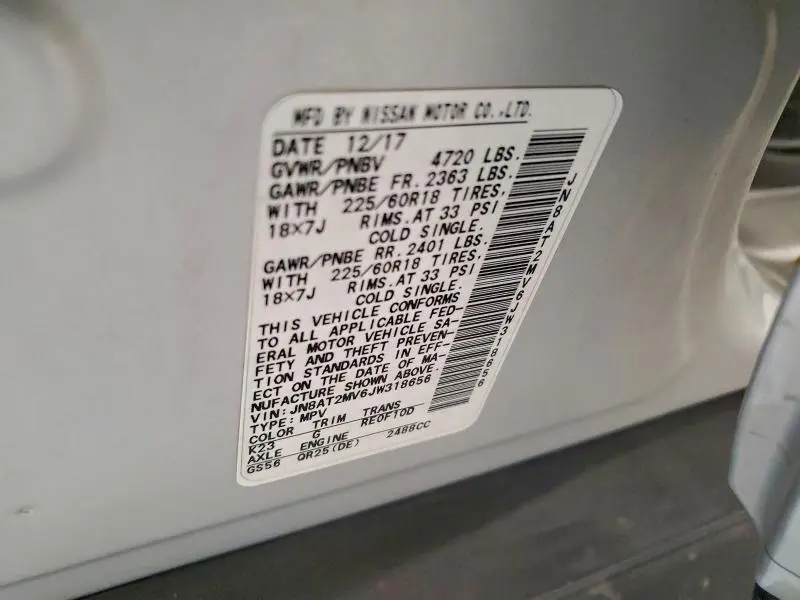 MFD BY NISSAN MOTOR CO.,LTD.
DATE 12/17
GVWR/PNBV 4720 LBS.
GAWR/PNBE FR. 2363 LBS.
WITH 225/60R18 TIRES,
18x7J RIMS.AT 33 PSI
COLD SINGLE.
GAWR/PNBE RR. 2401 LBS.
WITH 225/60R18 TIRES,
18x7J RIMS.AT 33 PSI
COLD SINGLE.
THIS VEHICLE CONFORMS
TO ALL APPLICABLE FED-
ERAL MOTOR VEHICLE SA-
FETY AND THEFT PREVEN-
TION STANDARDS IN EFF-
ECT ON THE DATE OF MA-
NUFACTURE SHOWN ABOVE.
VIN:JN8AT2MV6JW318656
TYPE:MPV
COLOR TRIM TRANS
K23 G RE0F10D
AXLE ENGINE
GS56 QR25(DE) 2488CC
JN8AT2MV6JW318656